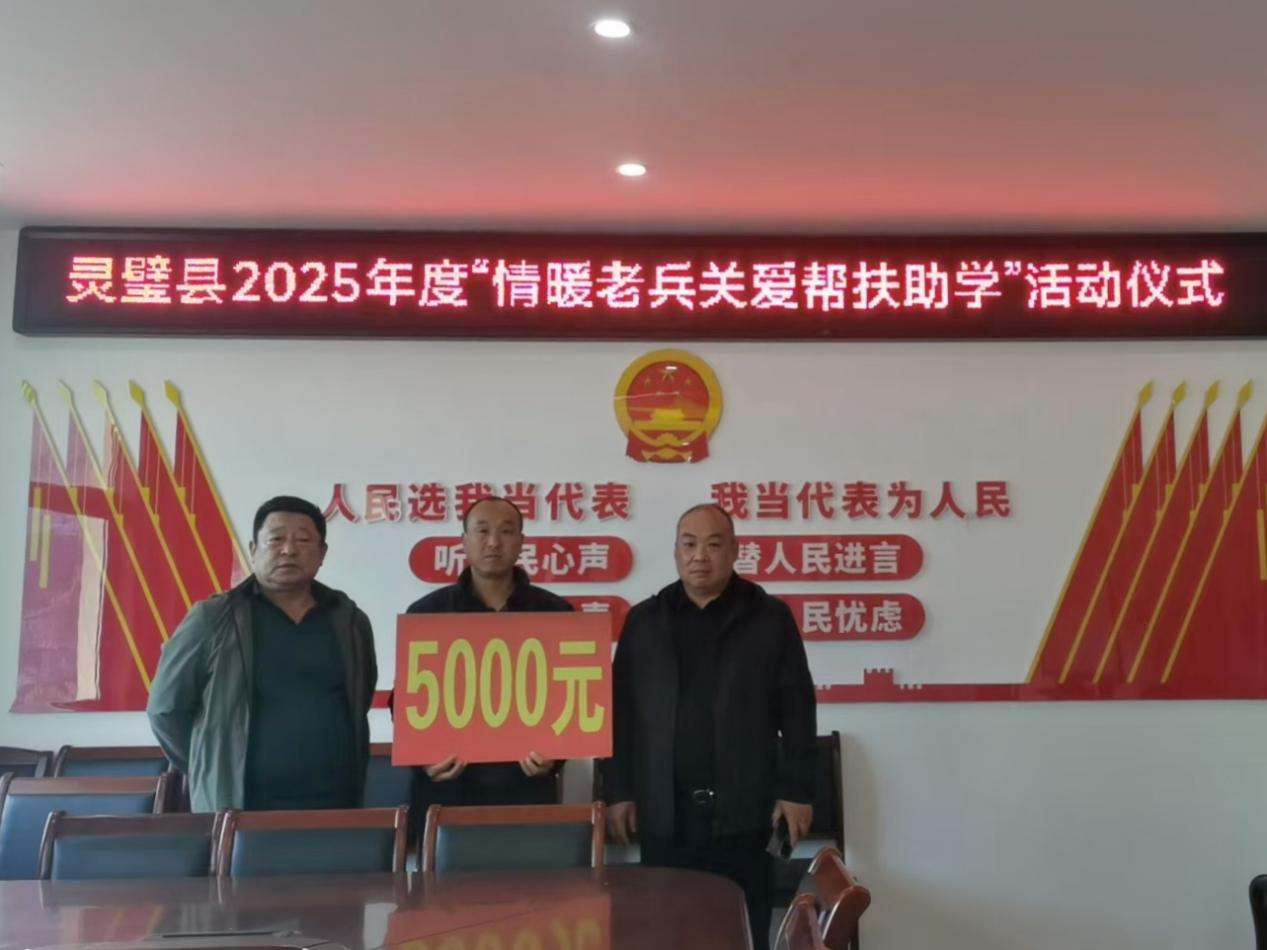 灵璧县2025年度“情暖老兵关爱帮扶助学”活动仪式
人民选我当代表 我当代表为人民
听 民心声 替人民进言
民忧虑
5000元